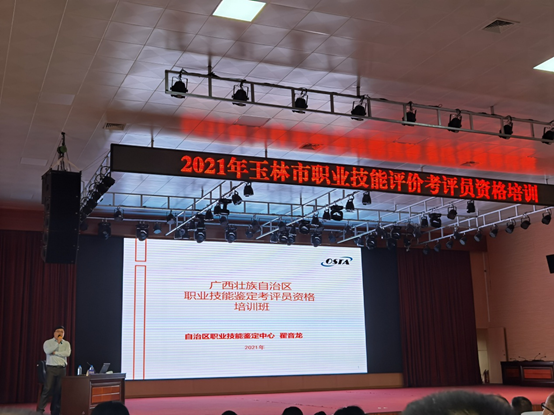 2021年玉林市职业技能评价考评员资格培训
OSTA
广西壮族自治区
职业技能鉴定考评员资格
培训班
自治区职业技能鉴定中心 翟言龙
2021年